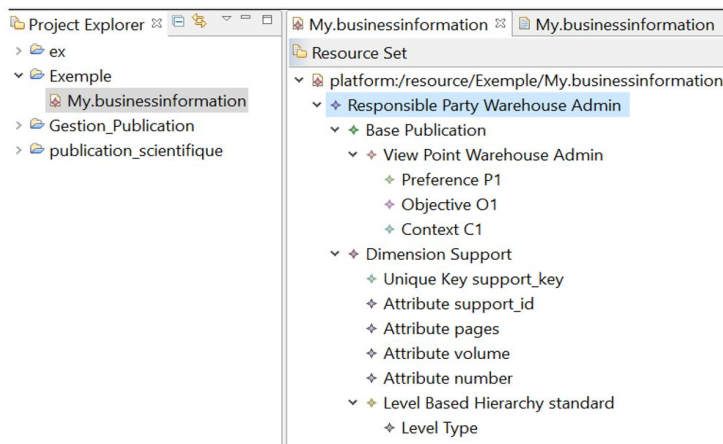 Project Explorer
ex
Exemple
My.businessinformation
Gestion_Publication
publication_scientifique
My.businessinformation
My.businessinformation
Resource Set
platform:/resource/Exemple/My.businessinformation
Responsible Party Warehouse Admin
Base Publication
View Point Warehouse Admin
Preference P1
Objective O1
Context C1
Dimension Support
Unique Key support_key
Attribute support_id
Attribute pages
Attribute volume
Attribute number
Level Based Hierarchy standard
Level Type